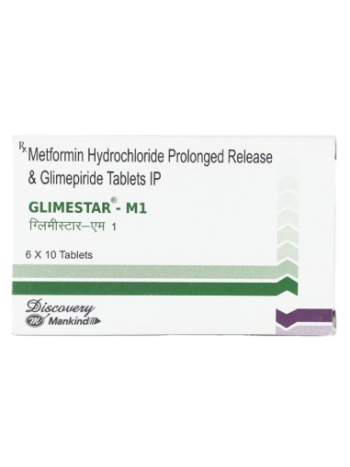 Rx Metformin Hydrochloride Prolonged Release
& Glimepiride Tablets IP
GLIMESTAR®- M1
ग्लिमीस्टार-एम 1
6 X 10 Tablets
Discovery
M Mankind